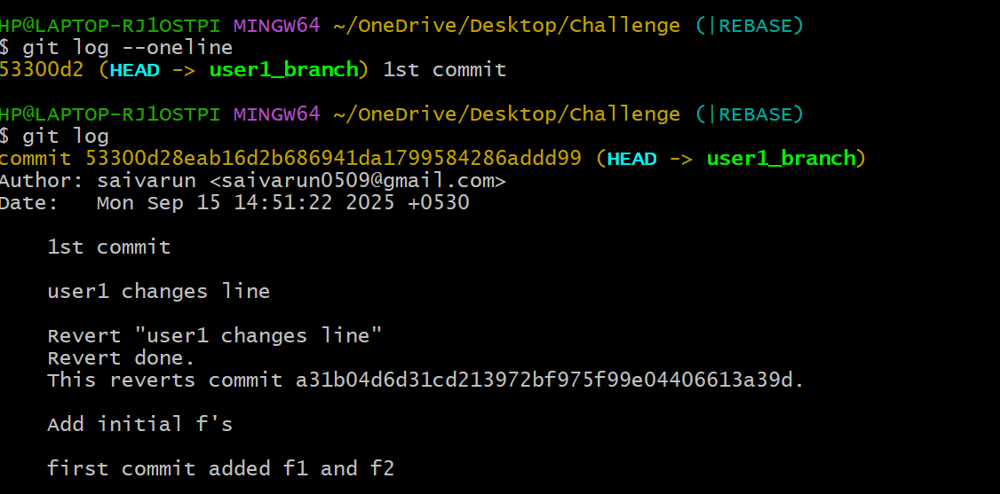 HP@LAPTOP-RJ1OSTPI MINGW64 ~/OneDrive/Desktop/Challenge (|REBASE)
$ git log --oneline
53300d2 (HEAD -> user1_branch) 1st commit
HP@LAPTOP-RJ1OSTPI MINGW64 ~/OneDrive/Desktop/Challenge (|REBASE)
$ git log
commit 53300d28eab16d2b686941da1799584286addd99 (HEAD -> user1_branch)
Author: saivarun <saivarun0509@gmail.com>
Date:   Mon Sep 15 14:51:22 2025 +0530
1st commit
user1 changes line
Revert "user1 changes line"
Revert done.
This reverts commit a31b04d6d31cd213972bf975f99e04406613a39d.
Add initial f's
first commit added f1 and f2